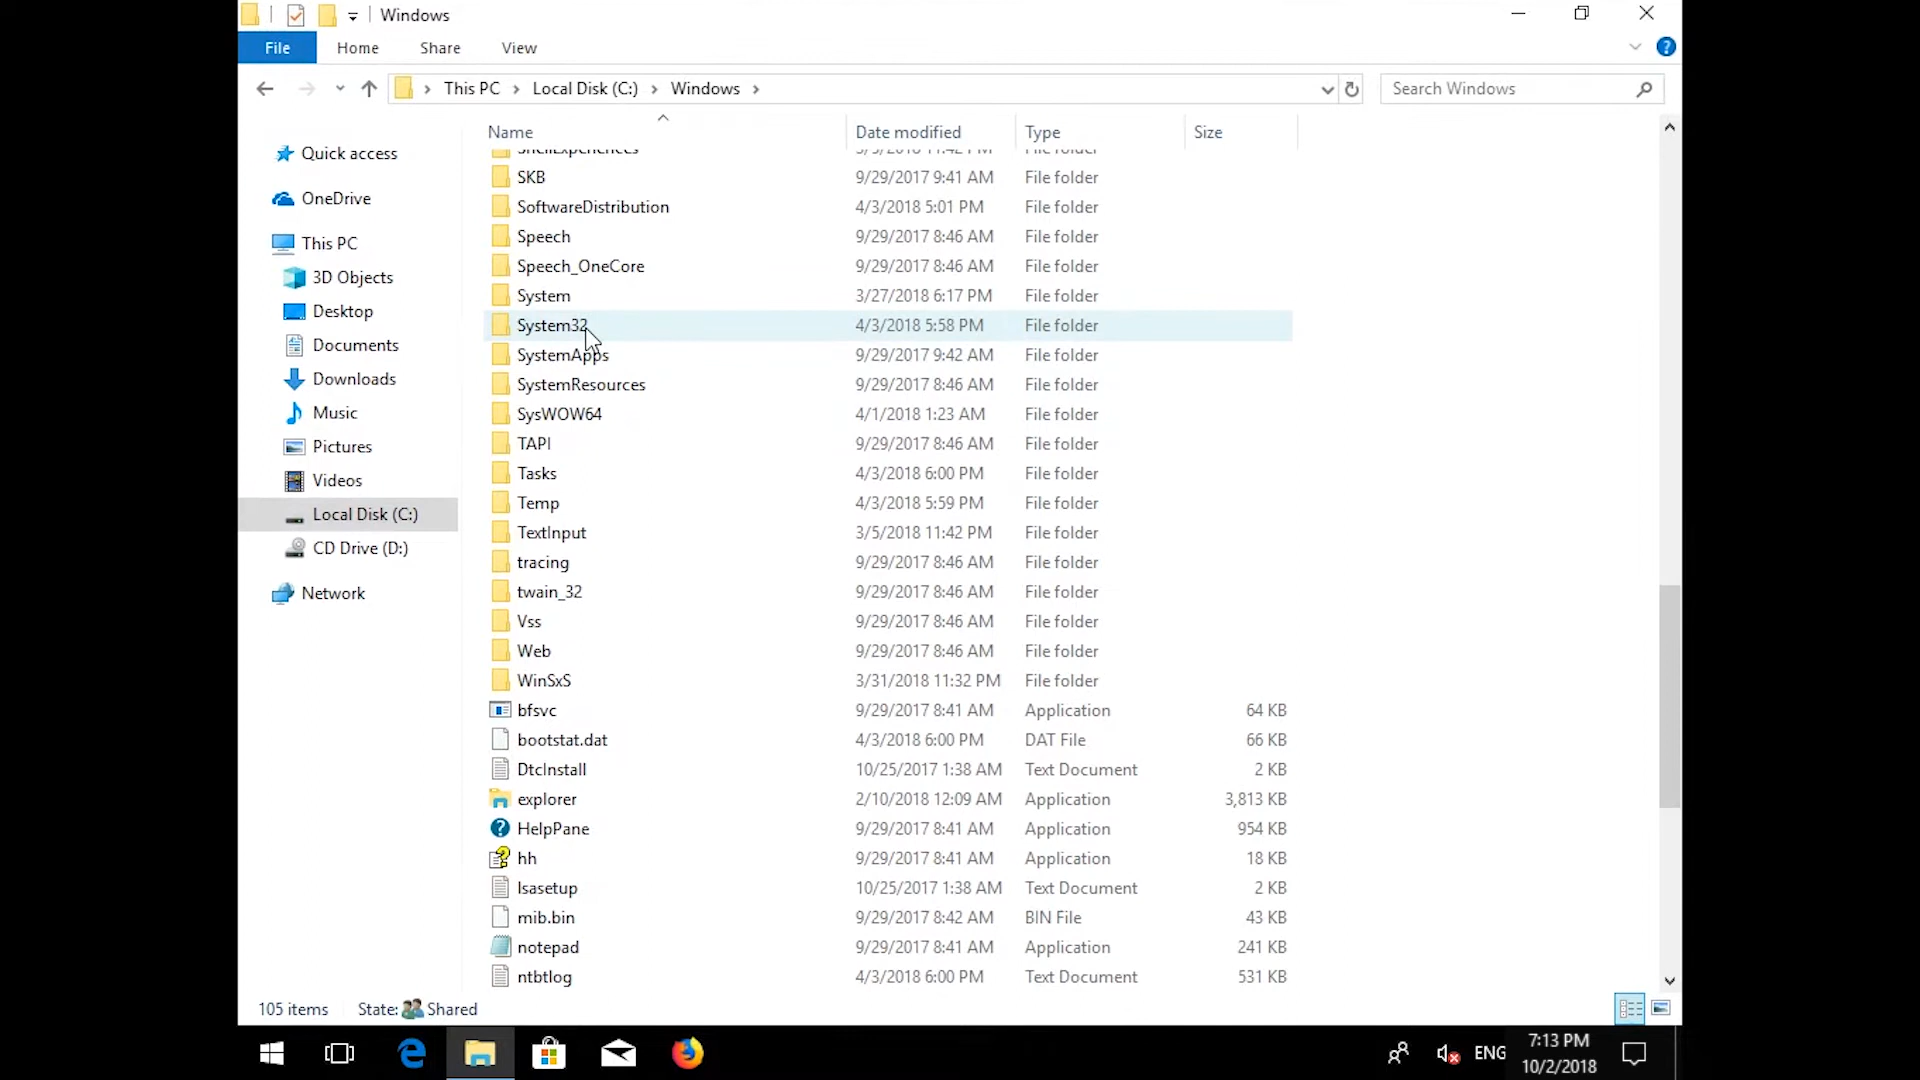 Windows
File Home Share View
This PC Local Disk (C:) Windows
Search Windows
Name Date modified Type Size
Quick access
OneDrive
This PC
3D Objects
Desktop
Documents
Downloads
Music
Pictures
Videos
Local Disk (C:)
CD Drive (D:)
Network
SKB 9/29/2017 9:41 AM File folder
SoftwareDistribution 4/3/2018 5:01 PM File folder
Speech 9/29/2017 8:46 AM File folder
Speech_OneCore 9/29/2017 8:46 AM File folder
System 3/27/2018 6:17 PM File folder
System32 4/3/2018 5:58 PM File folder
SystemApps 9/29/2017 9:42 AM File folder
SystemResources 9/29/2017 8:46 AM File folder
SysWOW64 4/1/2018 1:23 AM File folder
TAPI 9/29/2017 8:46 AM File folder
Tasks 4/3/2018 6:00 PM File folder
Temp 4/3/2018 5:59 PM File folder
TextInput 3/5/2018 11:42 PM File folder
tracing 9/29/2017 8:46 AM File folder
twain_32 9/29/2017 8:46 AM File folder
Vss 9/29/2017 8:46 AM File folder
Web 9/29/2017 8:46 AM File folder
WinSxS 3/31/2018 11:32 PM File folder
bfsvc 9/29/2017 8:41 AM Application 64 KB
bootstat.dat 4/3/2018 6:00 PM DAT File 66 KB
DtcInstall 10/25/2017 1:38 AM Text Document 2 KB
explorer 2/10/2018 12:09 AM Application 3,813 KB
HelpPane 9/29/2017 8:41 AM Application 954 KB
hh 9/29/2017 8:41 AM Application 18 KB
lsasetup 10/25/2017 1:38 AM Text Document 2 KB
mib.bin 9/29/2017 8:42 AM BIN File 43 KB
notepad 9/29/2017 8:41 AM Application 241 KB
ntbtlog 4/3/2018 6:00 PM Text Document 531 KB
105 items State: Shared
ENG
7:13 PM
10/2/2018